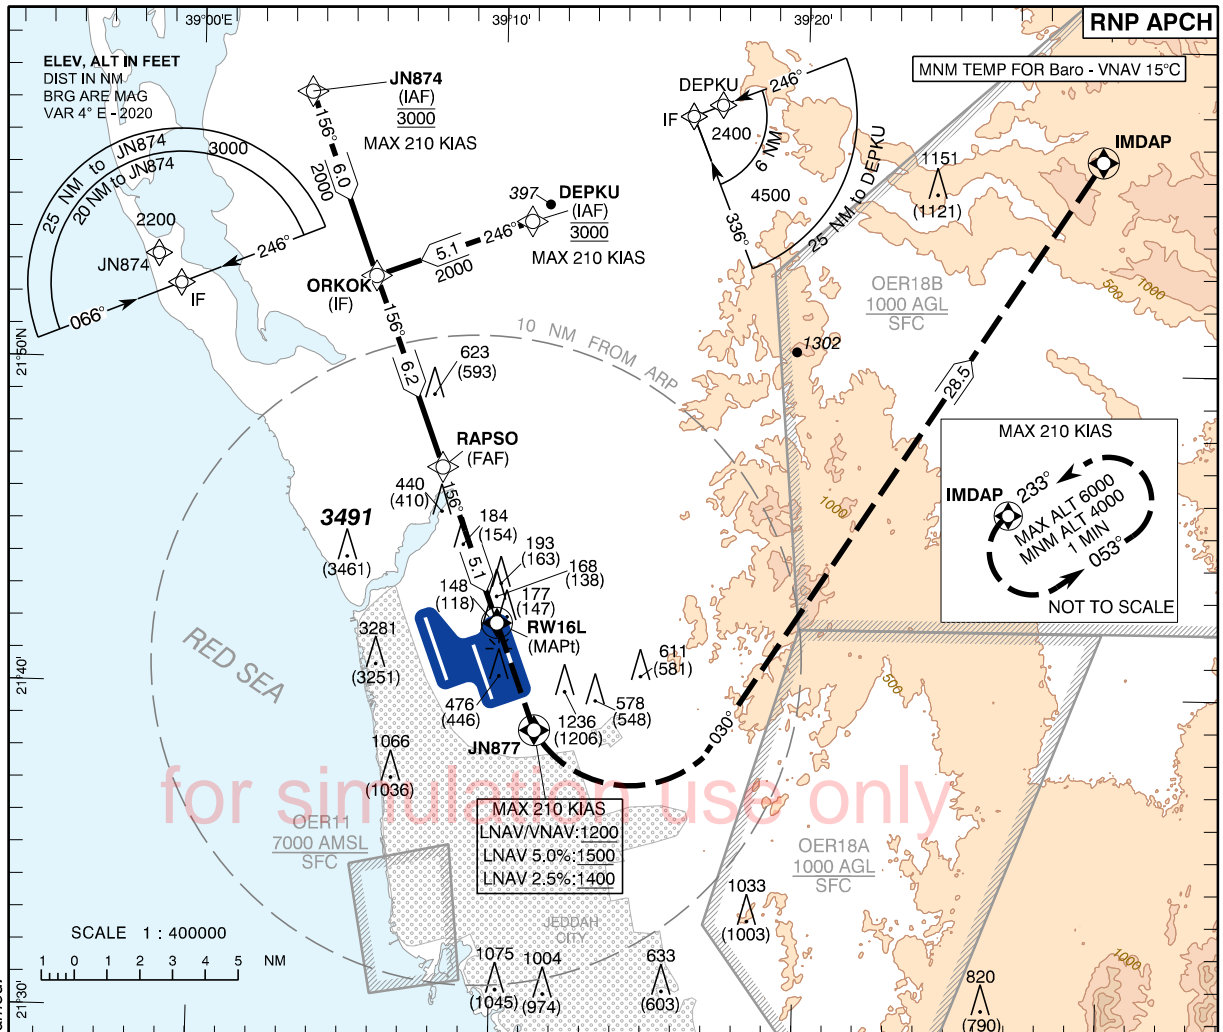 39°00'E
39°10'
39°20'
RNP APCH
ELEV, ALT IN FEET
DIST IN NM
BRG ARE MAG
VAR 4° E - 2020
MNM TEMP FOR Baro - VNAV 15°C
JN874
(IAF)
3000
MAX 210 KIAS
DEPKU
246°
IF
2400
6 NM
4500
25 NM to DEPKU
336°
IMDAP
1151
(1121)
25 NM to JN874
3000
20 NM to JN874
2200
JN874
246°
IF
066°
156°
6.0
2000
397
DEPKU
(IAF)
3000
MAX 210 KIAS
246°
5.1
2000
ORKOK
(IF)
156°
6.2
OER18B
1000 AGL
SFC
500
1000
1302
21°50'N
10 NM FROM ARP
623
(593)
28.5
RAPSO
(FAF)
440
(410)
156°
5.1
184
(154)
193
(163)
168
(138)
177
(147)
148
(118)
RW16L
(MAPt)
3491
(3461)
1000
MAX 210 KIAS
IMDAP
233°
MAX ALT 6000
MNM ALT 4000
1 MIN
053°
NOT TO SCALE
RED SEA
3281
(3251)
21°40'
476
(446)
611
(581)
578
(548)
1236
(1206)
500
JN877
030°
1066
(1036)
for simulation use only
MAX 210 KIAS
LNAV/VNAV:1200
LNAV 5.0%:1500
LNAV 2.5%:1400
OER11
7000 AMSL
SFC
OER18A
1000 AGL
SFC
1033
(1003)
JEDDAH
CITY
SCALE 1 : 400000
1 0 1 2 3 4 5 NM
1075
(1045)
1004
(974)
633
(603)
820
(790)
1000
21°30'